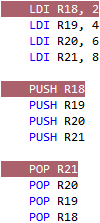 LDI R18, 2
LDI R19, 4
LDI R20, 6
LDI R21, 8
PUSH R18
PUSH R19
PUSH R20
PUSH R21
POP R21
POP R20
POP R19
POP R18